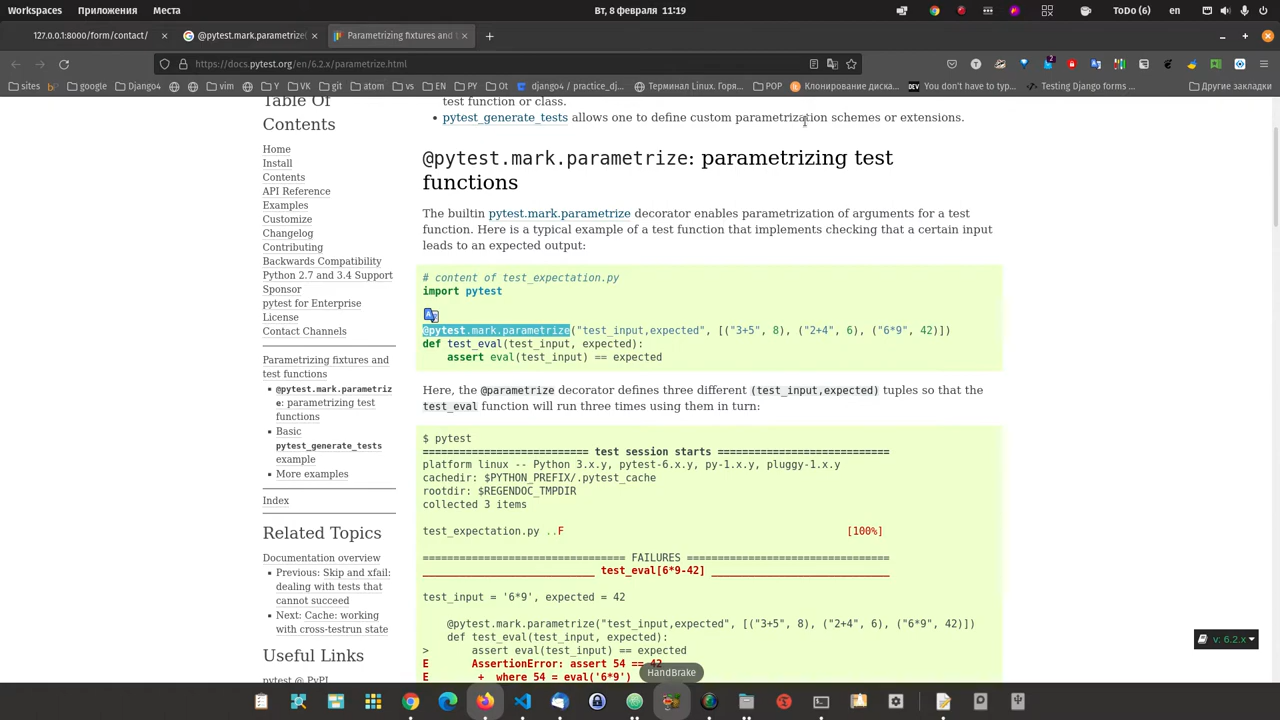 Workspaces Приложения Места Вт, 8 февраля 11:19 ToDo (6) en
127.0.0.1:8000/form/contact/ @pytest.mark.parametrize( Parametrizing fixtures and t
https://docs.pytest.org/en/6.2.x/parametrize.html
sites google Django4 Y VK git atom vs EN PY Ot django4 / practice_dj... Терминал Linux. Горя... POP Клонирование диска... You don't have to typ... Testing Django forms ... Другие закладки
Table Of
Contents
Home
Install
Contents
API Reference
Examples
Customize
Changelog
Contributing
Backwards Compatibility
Python 2.7 and 3.4 Support
Sponsor
pytest for Enterprise
License
Contact Channels
Parametrizing fixtures and
test functions
@pytest.mark.parametriz
e: parametrizing test
functions
Basic
pytest_generate_tests
example
More examples
Index
Related Topics
Documentation overview
Previous: Skip and xfail:
dealing with tests that
cannot succeed
Next: Cache: working
with cross-testrun state
Useful Links
pytest @ PyPI
test function or class.
pytest_generate_tests allows one to define custom parametrization schemes or extensions.
@pytest.mark.parametrize: parametrizing test
functions
The builtin pytest.mark.parametrize decorator enables parametrization of arguments for a test
function. Here is a typical example of a test function that implements checking that a certain input
leads to an expected output:
# content of test_expectation.py
import pytest
@pytest.mark.parametrize("test_input,expected", [("3+5", 8), ("2+4", 6), ("6*9", 42)])
def test_eval(test_input, expected):
assert eval(test_input) == expected
Here, the @parametrize decorator defines three different (test_input,expected) tuples so that the
test_eval function will run three times using them in turn:
$ pytest
=========================== test session starts ============================
platform linux -- Python 3.x.y, pytest-6.x.y, py-1.x.y, pluggy-1.x.y
cachedir: $PYTHON_PREFIX/.pytest_cache
rootdir: $REGENDOC_TMPDIR
collected 3 items
test_expectation.py ..F [100%]
================================= FAILURES =================================
____________________________ test_eval[6*9-42] _____________________________
test_input = '6*9', expected = 42
@pytest.mark.parametrize("test_input,expected", [("3+5", 8), ("2+4", 6), ("6*9", 42)])
def test_eval(test_input, expected):
> assert eval(test_input) == expected
E AssertionError: assert 54 == 42
E + where 54 = eval('6*9')
HandBrake
v: 6.2.x